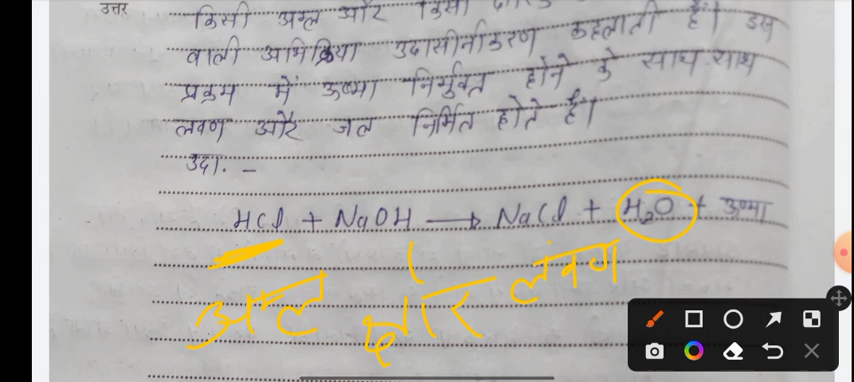 उत्तर
किसी अम्ल और किसी
वाली अभिक्रिया उदासीनीकरण कहलाती है। इस
प्रक्रम में ऊष्मा निर्मुक्त होने के साथ-साथ
लवण और जल निर्मित होते हैं।
उदा. -
HCl + NaOH → NaCl + H₂O + ऊष्मा
अम्ल क्षार लवण